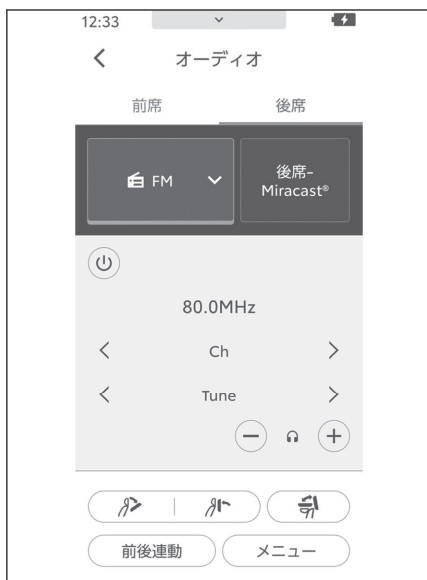 12:33
オーディオ
前席
後席
FM
後席-
Miracast®
80.0MHz
Ch
Tune
前後連動
メニュー